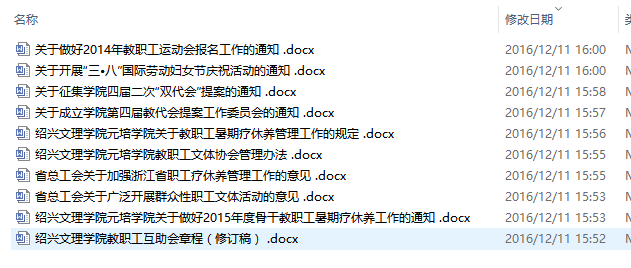 名称 修改日期 类
关于做好2014年教职工运动会报名工作的通知 .docx 2016/12/11 16:00
关于开展"三•八"国际劳动妇女节庆祝活动的通知 .docx 2016/12/11 16:00
关于征集学院四届二次"双代会"提案的通知 .docx 2016/12/11 15:58
关于成立学院第四届教代会提案工作委员会的通知 .docx 2016/12/11 15:57
绍兴文理学院元培学院关于教职工暑期疗休养管理工作的规定 .docx 2016/12/11 15:56
绍兴文理学院元培学院教职工文体协会管理办法 .docx 2016/12/11 15:55
省总工会关于加强浙江省职工疗休养管理工作的意见 .docx 2016/12/11 15:55
省总工会关于广泛开展群众性职工文体活动的意见 .docx 2016/12/11 15:53
绍兴文理学院元培学院关于做好2015年度骨干教职工暑期疗休养工作的通知 .docx 2016/12/11 15:53
绍兴文理学院教职工互助会章程（修订稿） .docx 2016/12/11 15:52